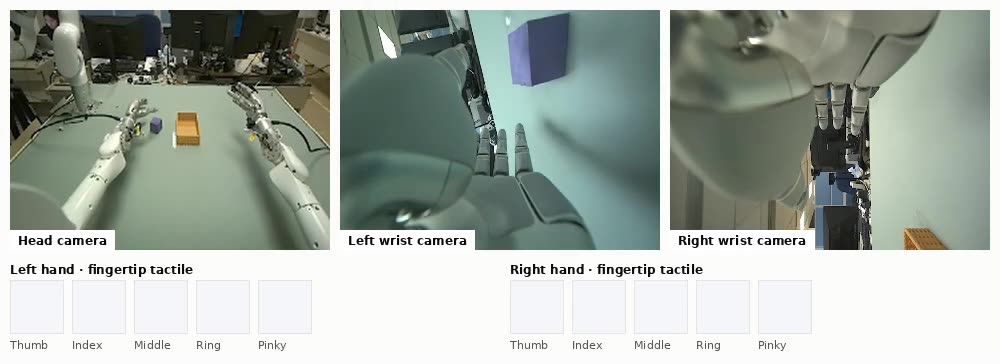 Head camera
Left wrist camera
Right wrist camera
Left hand · fingertip tactile
Right hand · fingertip tactile
Thumb Index Middle Ring Pinky
Thumb Index Middle Ring Pinky